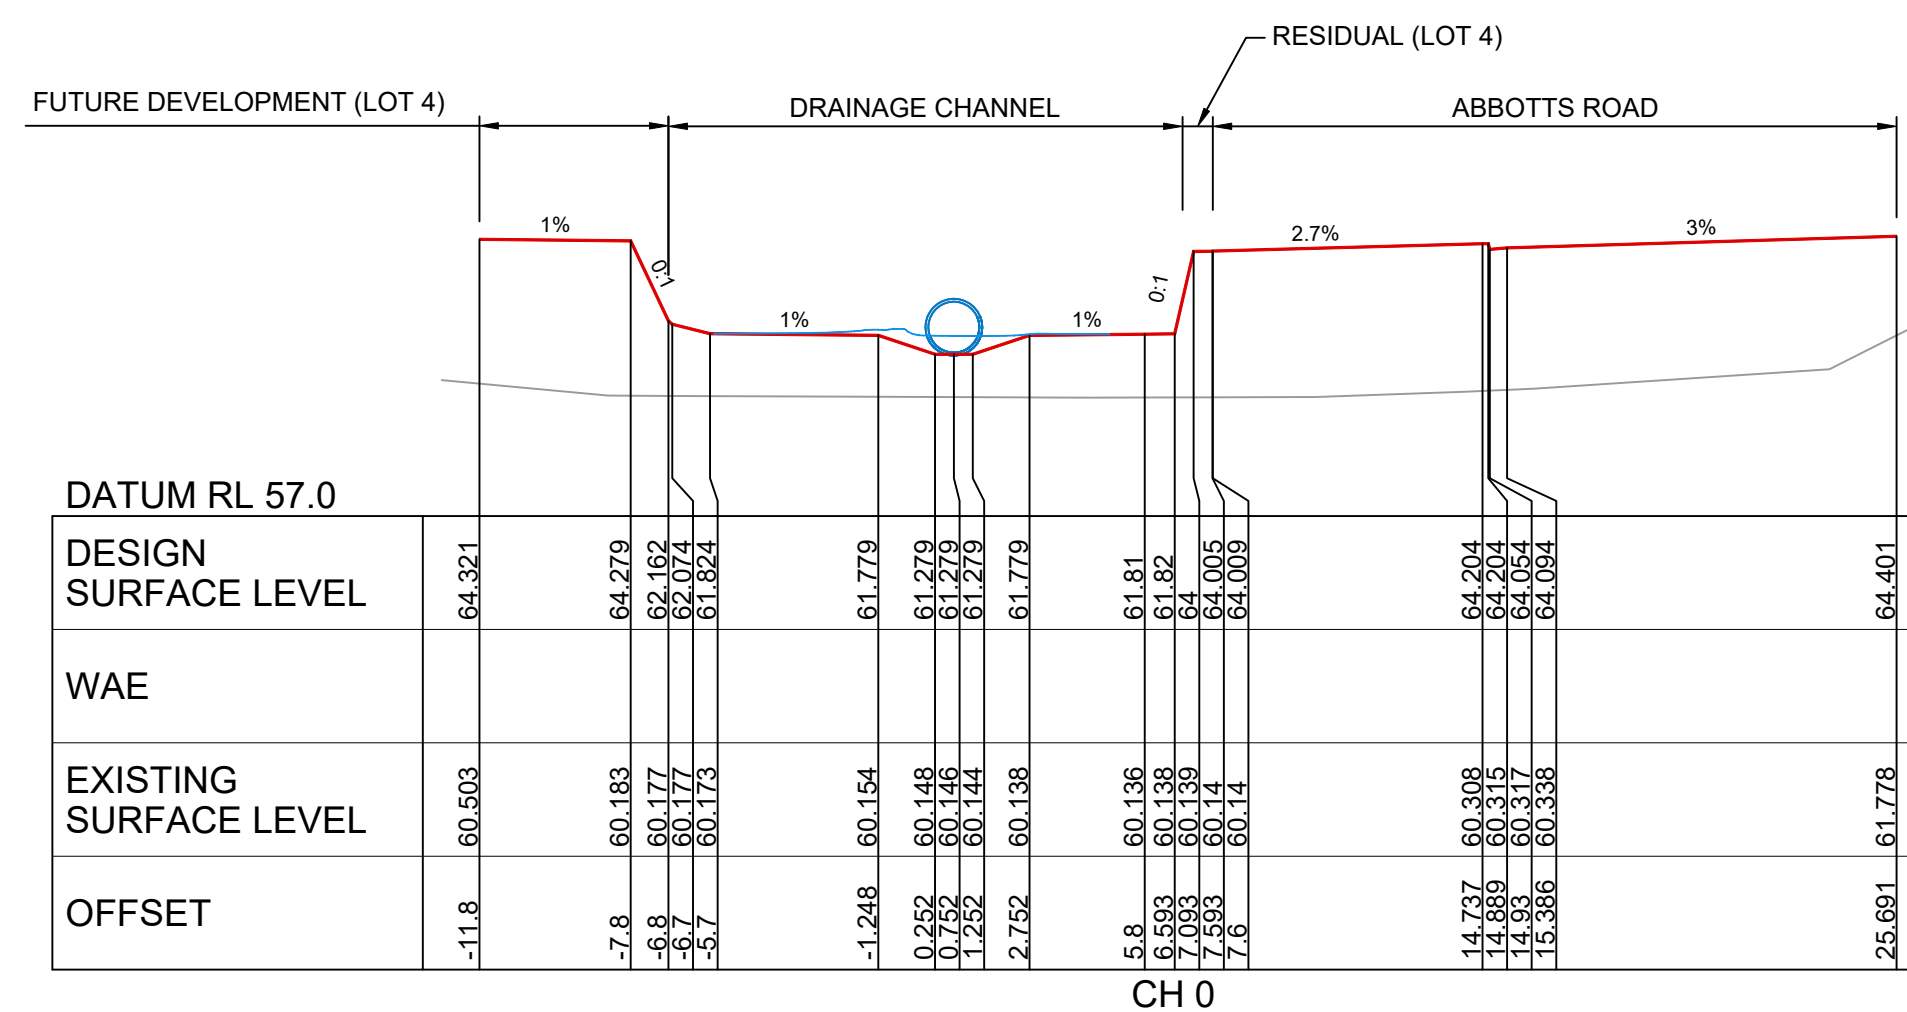 RESIDUAL (LOT 4)
FUTURE DEVELOPMENT (LOT 4)
DRAINAGE CHANNEL
ABBOTTS ROAD
1%
0:1
1%
1%
0:1
2.7%
3%
DATUM RL 57.0
DESIGN
SURFACE LEVEL
64.321 64.279 62.162 62.074 61.824 61.779 61.279 61.279 61.279 61.779 61.81 61.82 64 64.005 64.009 64.204 64.204 64.054 64.094 64.401
WAE
EXISTING
SURFACE LEVEL
60.503 60.183 60.177 60.177 60.173 60.154 60.148 60.146 60.144 60.138 60.136 60.138 60.139 60.14 60.14 60.308 60.315 60.317 60.338 61.778
OFFSET
-11.8 -7.8 -6.8 -6.7 -5.7 -1.248 0.252 0.752 1.252 2.752 5.8 6.593 7.093 7.593 7.6 14.737 14.889 14.93 15.386 25.691
CH 0